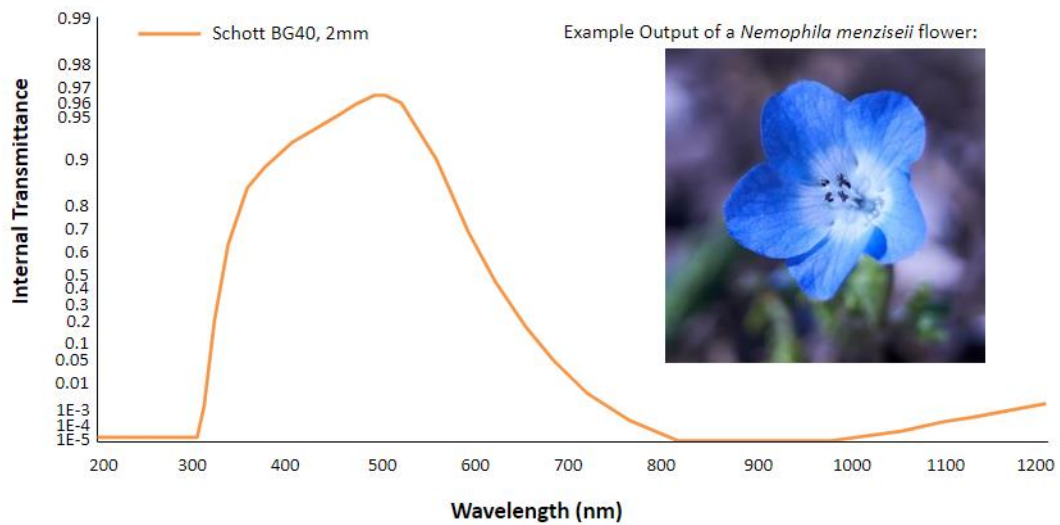 Schott BG40, 2mm
Example Output of a Nemophila menziseii flower:
Internal Transmittance
0.99
0.98
0.97
0.96
0.95
0.9
0.8
0.7
0.6
0.5
0.4
0.3
0.2
0.1
0.05
0.01
1E-3
1E-4
1E-5
200 300 400 500 600 700 800 900 1000 1100 1200
Wavelength (nm)